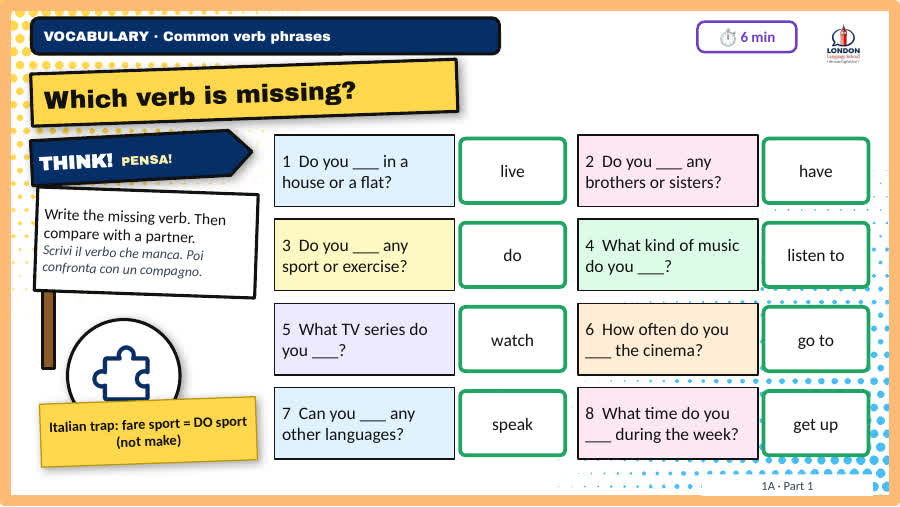 VOCABULARY · Common verb phrases
⏱️ 6 min
LONDON
Language School
Which verb is missing?
THINK! PENSA!
Write the missing verb. Then
compare with a partner.
Scrivi il verbo che manca. Poi
confronta con un compagno.
Italian trap: fare sport = DO sport
(not make)
1 Do you ___ in a
house or a flat?
live
2 Do you ___ any
brothers or sisters?
have
3 Do you ___ any
sport or exercise?
do
4 What kind of music
do you ___?
listen to
5 What TV series do
you ___?
watch
6 How often do you
___ the cinema?
go to
7 Can you ___ any
other languages?
speak
8 What time do you
___ during the week?
get up
1A · Part 1